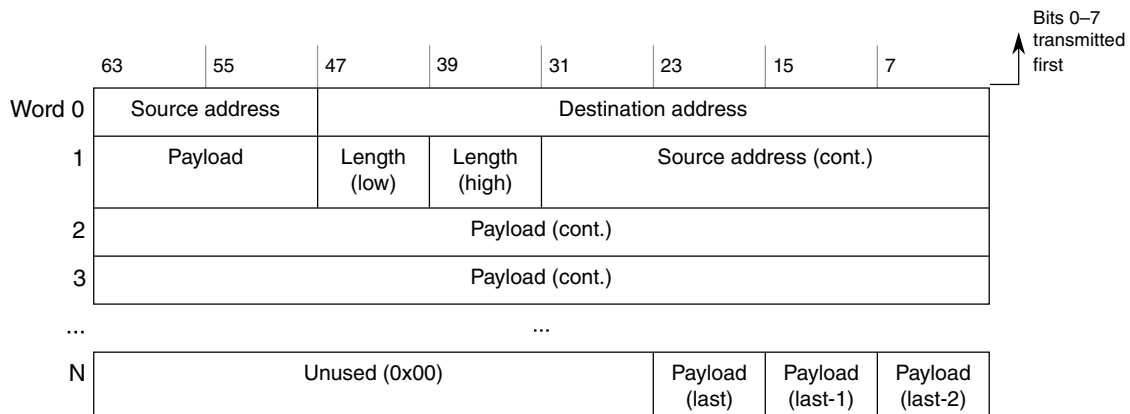 Bits 0–7
transmitted
first
63 55 47 39 31 23 15 7
Word 0 Source address Destination address
1 Payload Length Length Source address (cont.)
(low) (high)
2 Payload (cont.)
3 Payload (cont.)
... ...
N Unused (0x00) Payload Payload Payload
(last) (last-1) (last-2)